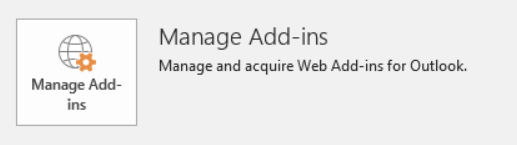 Manage Add-
ins
Manage Add-ins
Manage and acquire Web Add-ins for Outlook.